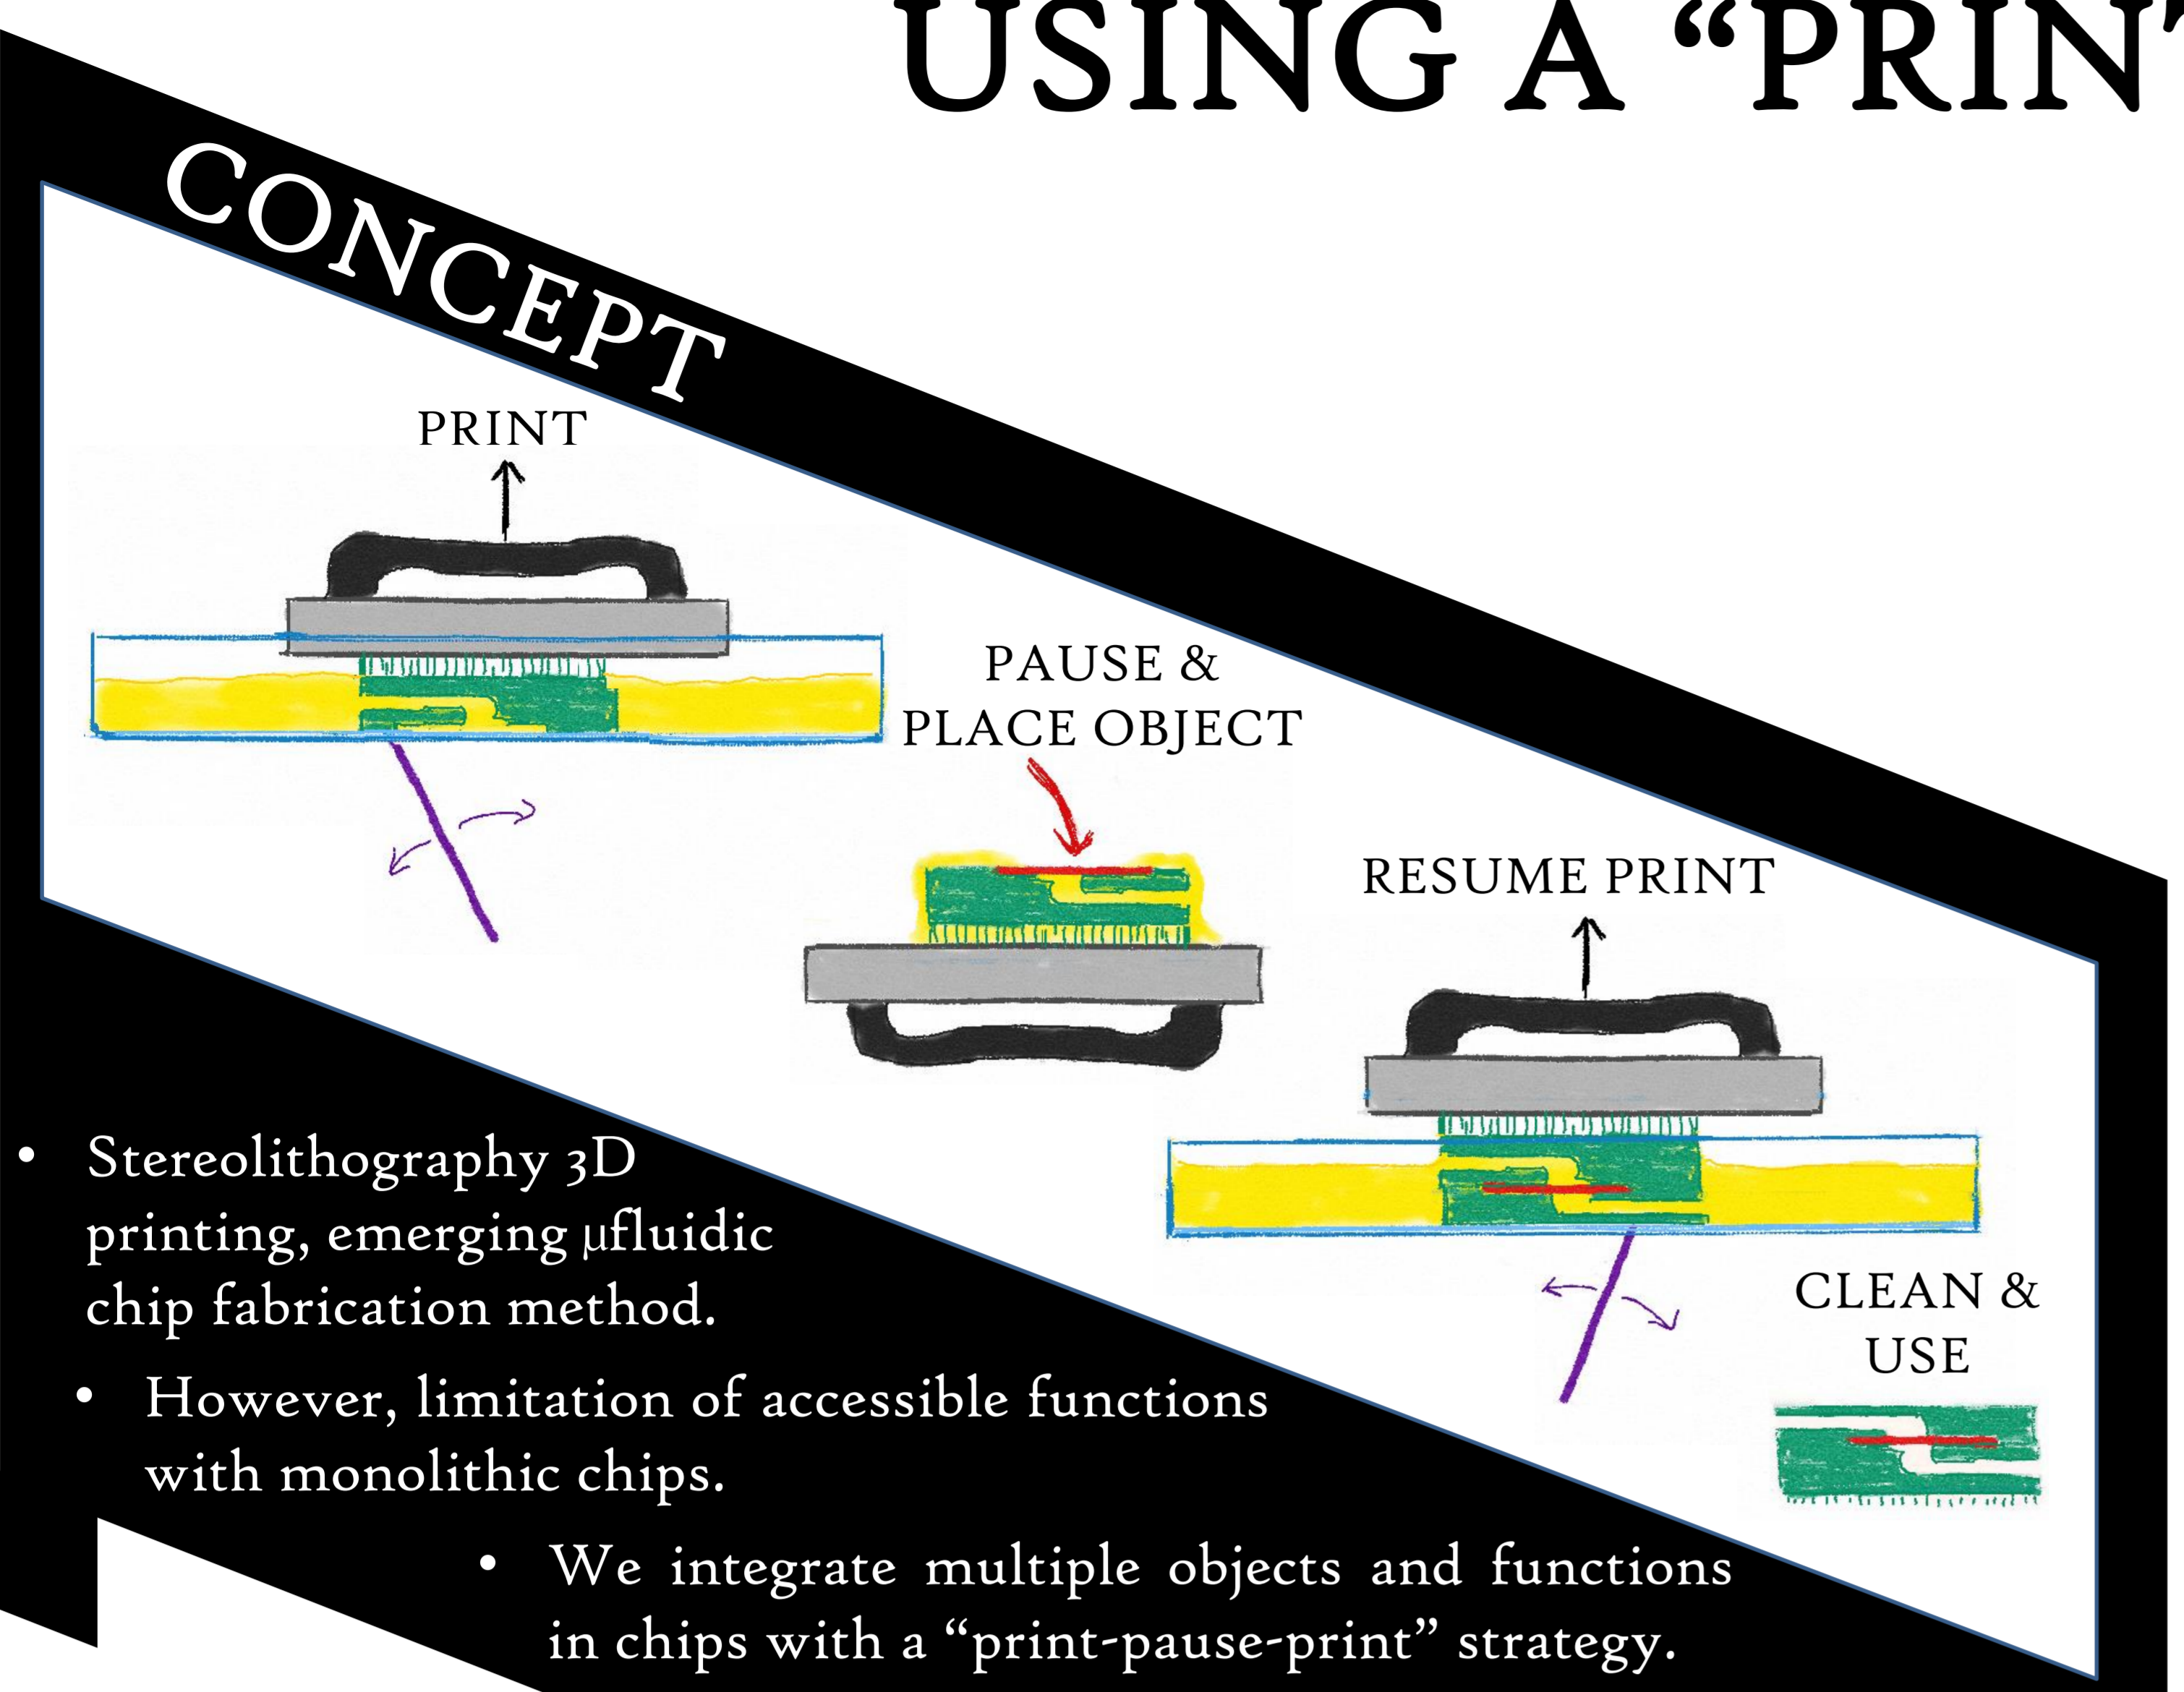 USING A “PRINT
CONCEPT
PRINT
PAUSE &
PLACE OBJECT
RESUME PRINT
CLEAN &
USE
• Stereolithography 3D
printing, emerging µfluidic
chip fabrication method.
• However, limitation of accessible functions
with monolithic chips.
• We integrate multiple objects and functions
in chips with a “print-pause-print” strategy.